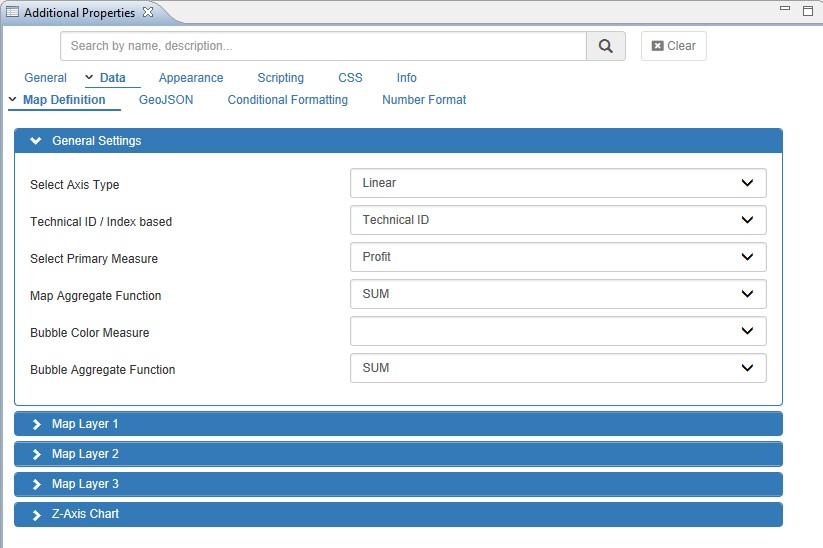 Additional Properties
Search by name, description...
Clear
General Data Appearance Scripting CSS Info
Map Definition GeoJSON Conditional Formatting Number Format
General Settings
Select Axis Type Linear
Technical ID / Index based Technical ID
Select Primary Measure Profit
Map Aggregate Function SUM
Bubble Color Measure
Bubble Aggregate Function SUM
Map Layer 1
Map Layer 2
Map Layer 3
Z-Axis Chart